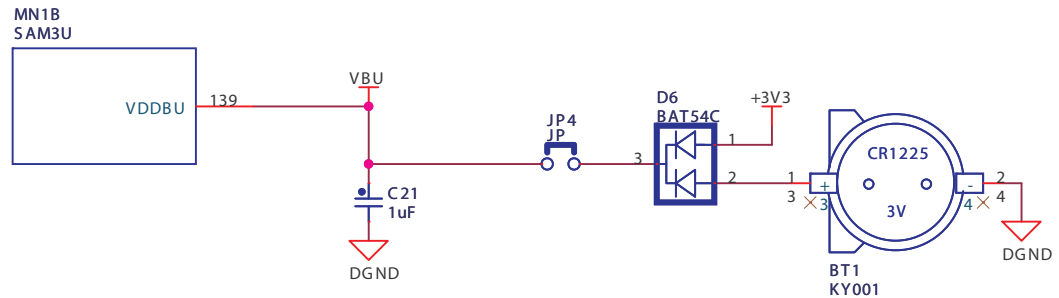 MN1B
SAM3U
VDDBU
139
VBU
C21
1uF
DGND
JP4
JP
3
D6
BAT54C
1
2
+3V3
1
3
+
3
CR1225
3V
-
4
2
4
BT1
KY001
DGND